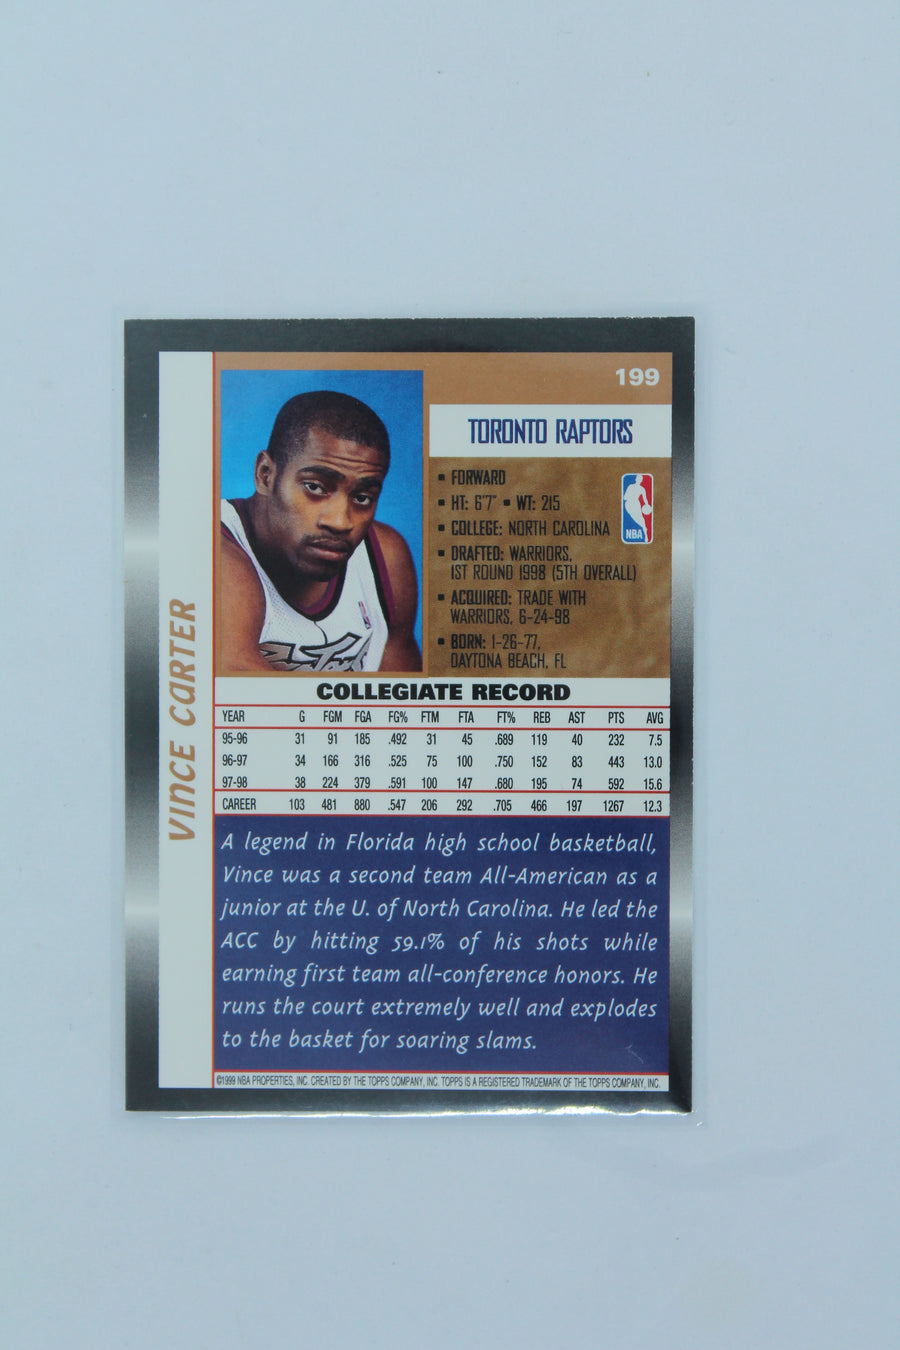 199
TORONTO RAPTORS
▪ FORWARD
▪ HT: 6'7" ▪ WT: 215
▪ COLLEGE: NORTH CAROLINA
▪ DRAFTED: WARRIORS,
1ST ROUND 1998 (5TH OVERALL)
▪ ACQUIRED: TRADE WITH
WARRIORS, 6-24-98
▪ BORN: 1-26-77,
DAYTONA BEACH, FL
NBA
VINCE CARTER
COLLEGIATE RECORD
YEAR G FGM FGA FG% FTM FTA FT% REB AST PTS AVG
95-96 31 91 185 .492 31 45 .689 119 40 232 7.5
96-97 34 166 316 .525 75 100 .750 152 83 443 13.0
97-98 38 224 379 .591 100 147 .680 195 74 592 15.6
CAREER 103 481 880 .547 206 292 .705 466 197 1267 12.3
A legend in Florida high school basketball,
Vince was a second team All-American as a
junior at the U. of North Carolina. He led the
ACC by hitting 59.1% of his shots while
earning first team all-conference honors. He
runs the court extremely well and explodes
to the basket for soaring slams.
©1999 NBA PROPERTIES, INC. CREATED BY THE TOPPS COMPANY, INC. TOPPS IS A REGISTERED TRADEMARK OF THE TOPPS COMPANY, INC.